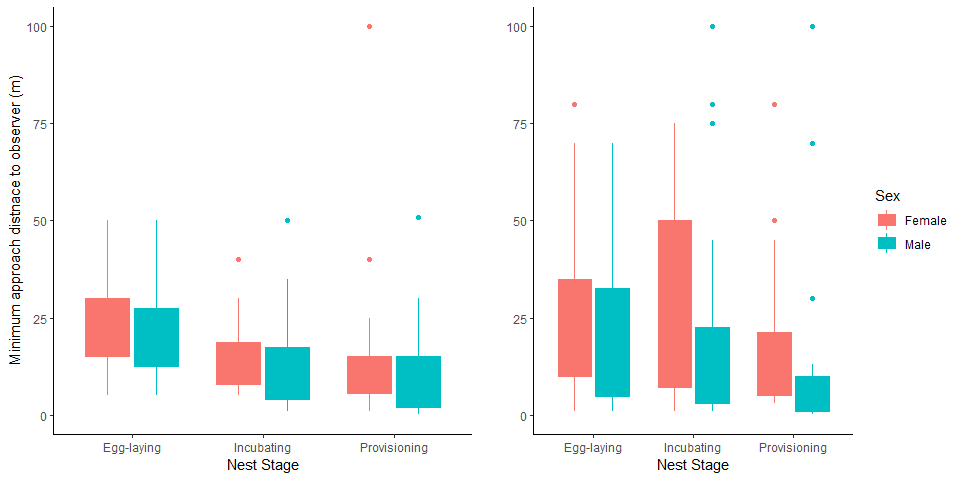 Minimum approach distnace to observer (m)
100
75
50
25
0
Egg-laying Incubating Provisioning
Nest Stage
100
75
50
25
0
Egg-laying Incubating Provisioning
Nest Stage
Sex
Female
Male